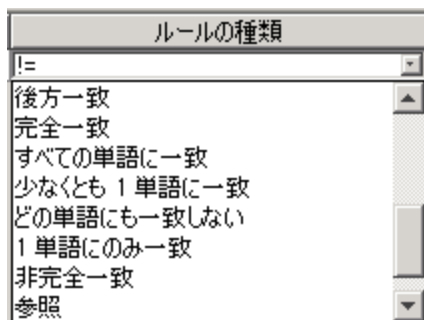 ルールの種類
!=
後方一致
完全一致
すべての単語に一致
少なくとも 1 単語に一致
どの単語にも一致しない
1 単語にのみ一致
非完全一致
参照